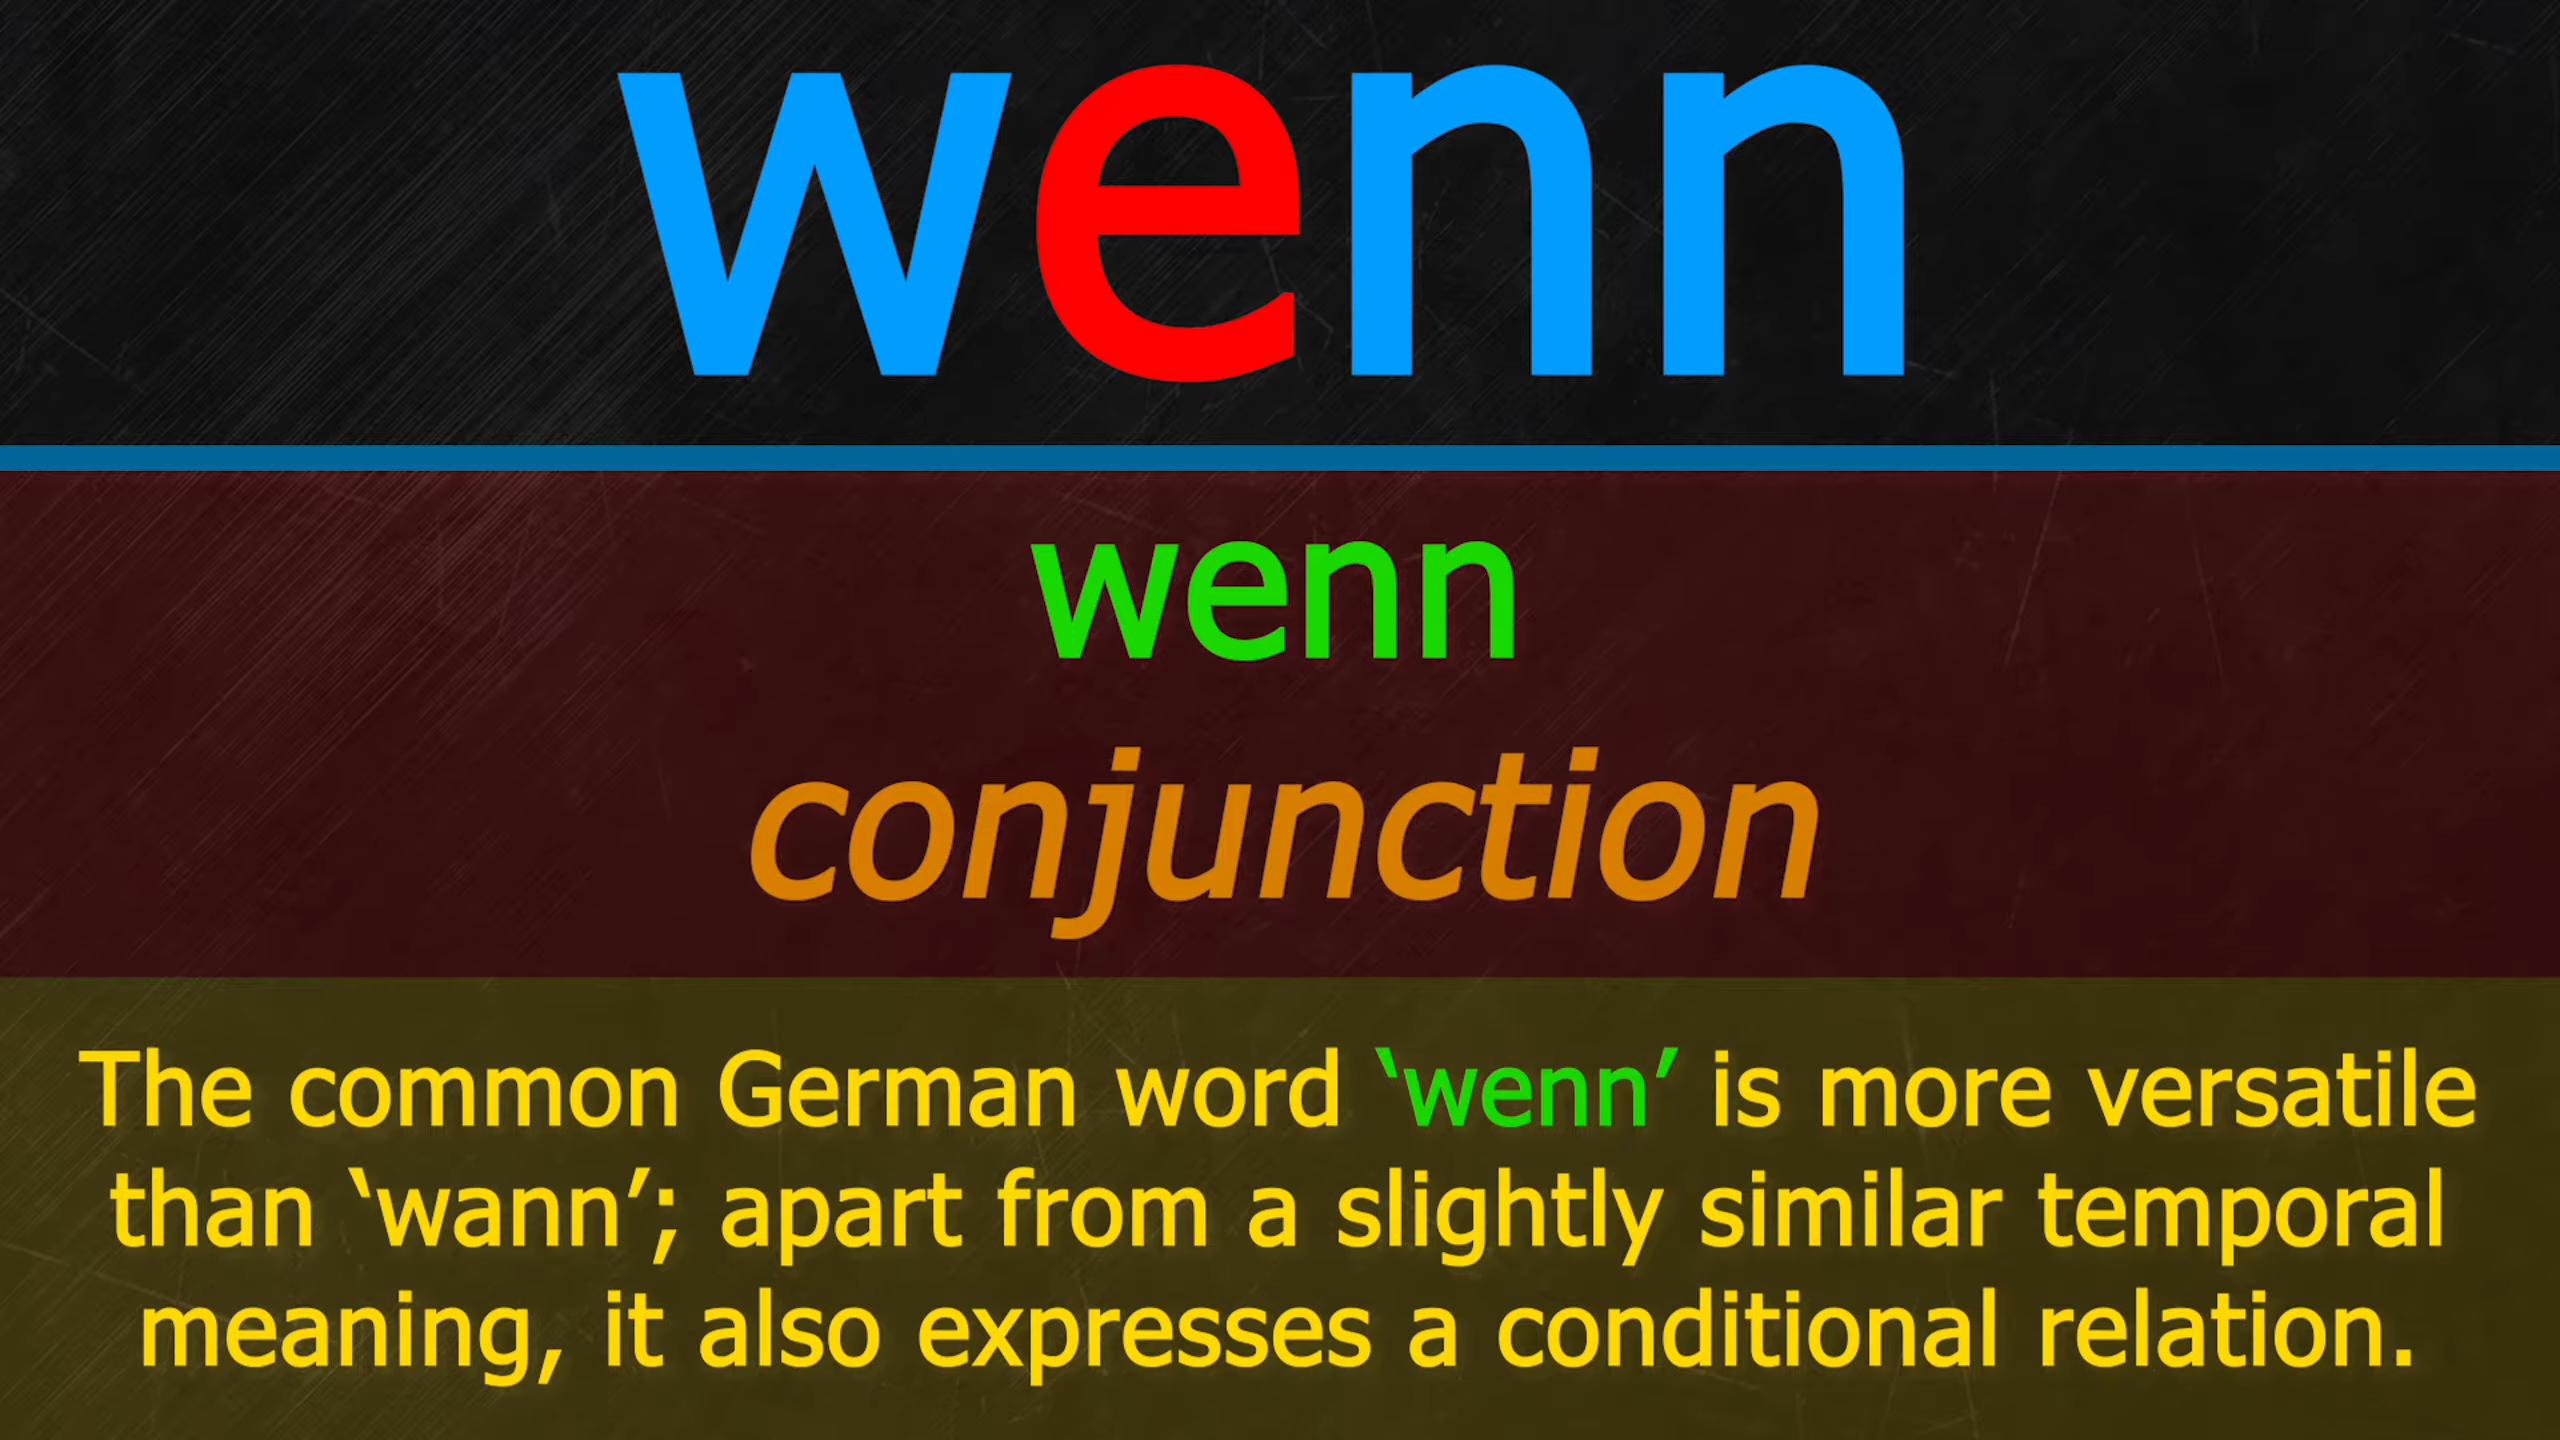 wenn
wenn
conjunction
The common German word ‘wenn’ is more versatile
than ‘wann’; apart from a slightly similar temporal
meaning, it also expresses a conditional relation.